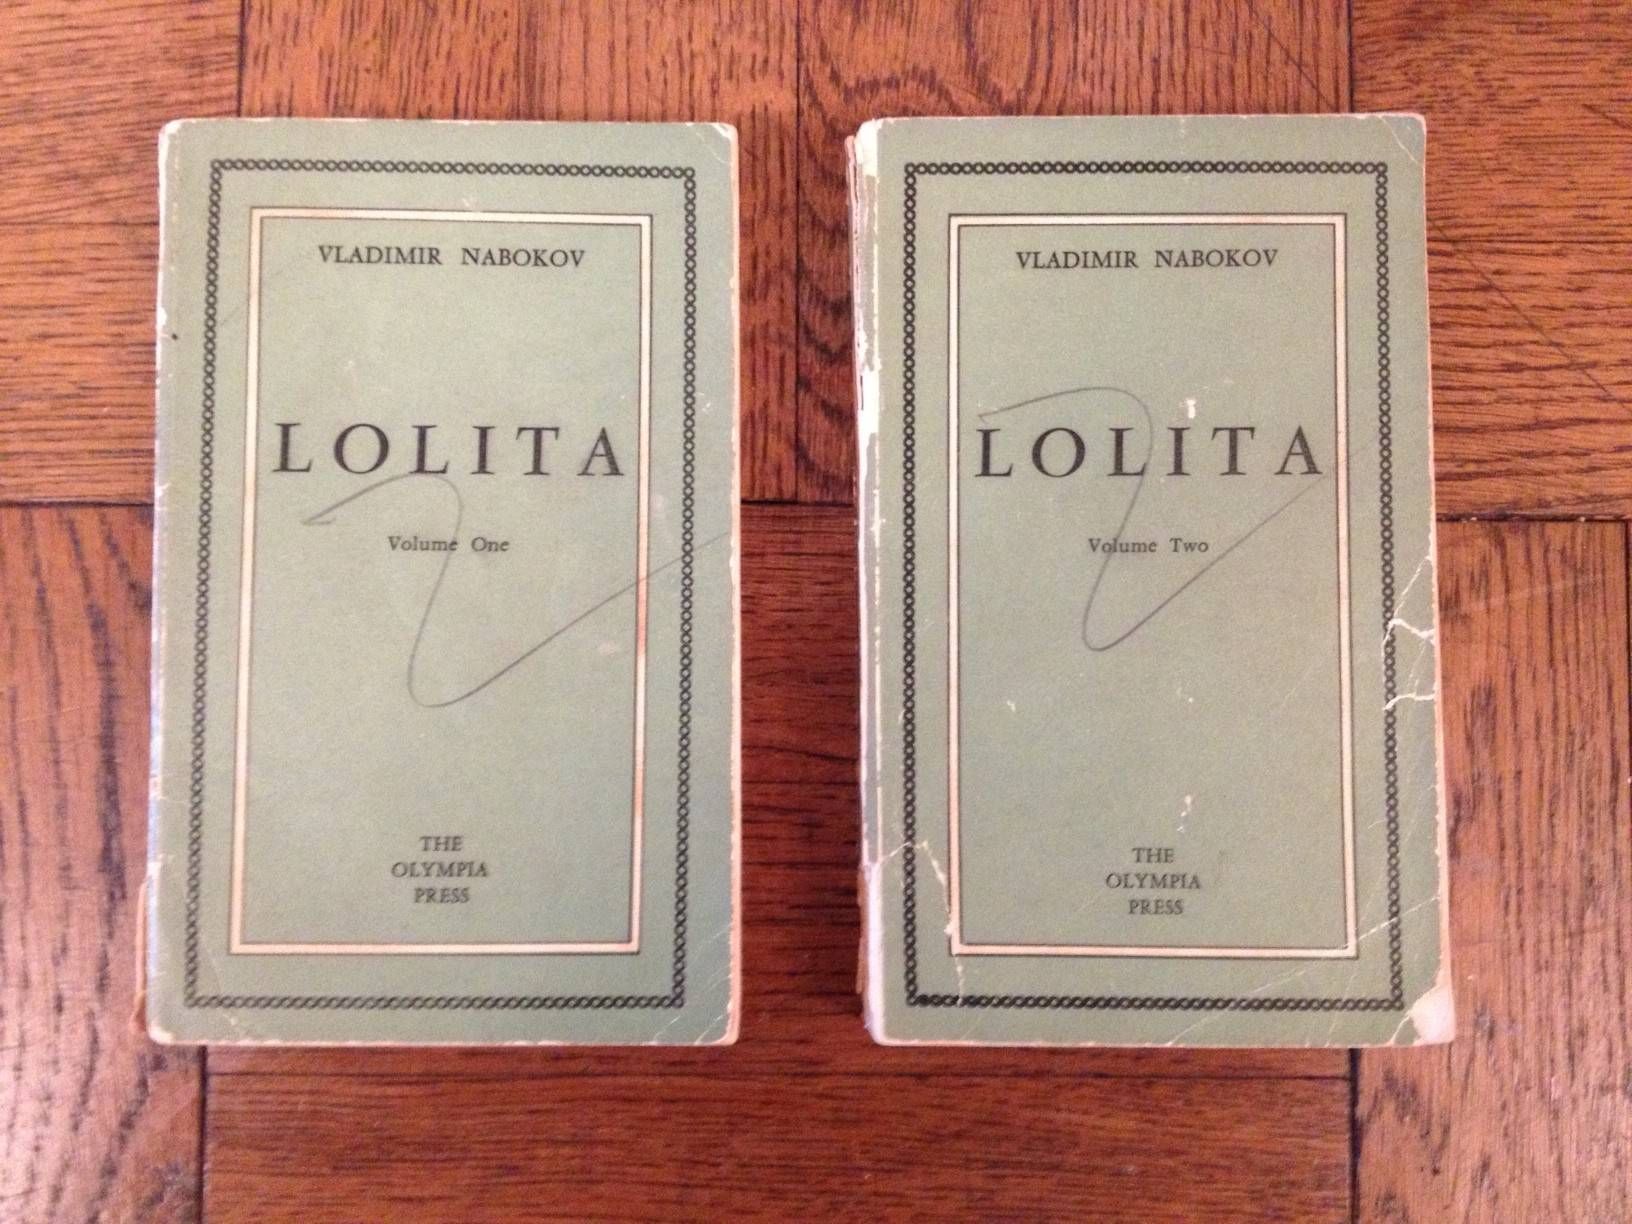 VLADIMIR NABOKOV
LOLITA
Volume One
THE
OLYMPIA
PRESS
VLADIMIR NABOKOV
LOLITA
Volume Two
THE
OLYMPIA
PRESS